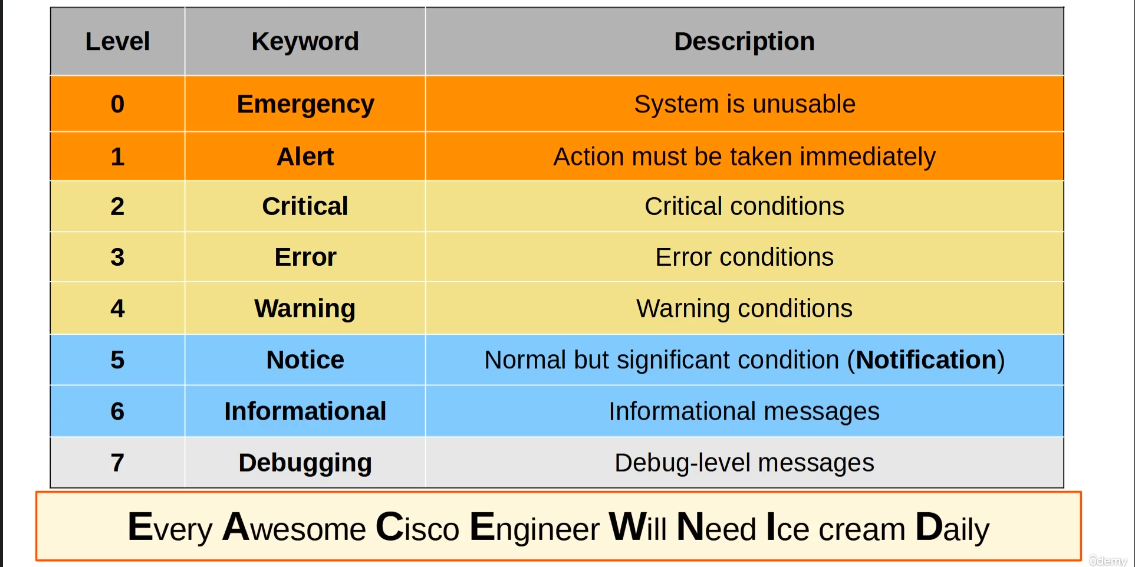 Level Keyword Description
0 Emergency System is unusable
1 Alert Action must be taken immediately
2 Critical Critical conditions
3 Error Error conditions
4 Warning Warning conditions
5 Notice Normal but significant condition (Notification)
6 Informational Informational messages
7 Debugging Debug-level messages
Every Awesome Cisco Engineer Will Need Ice cream Daily
ûdemy